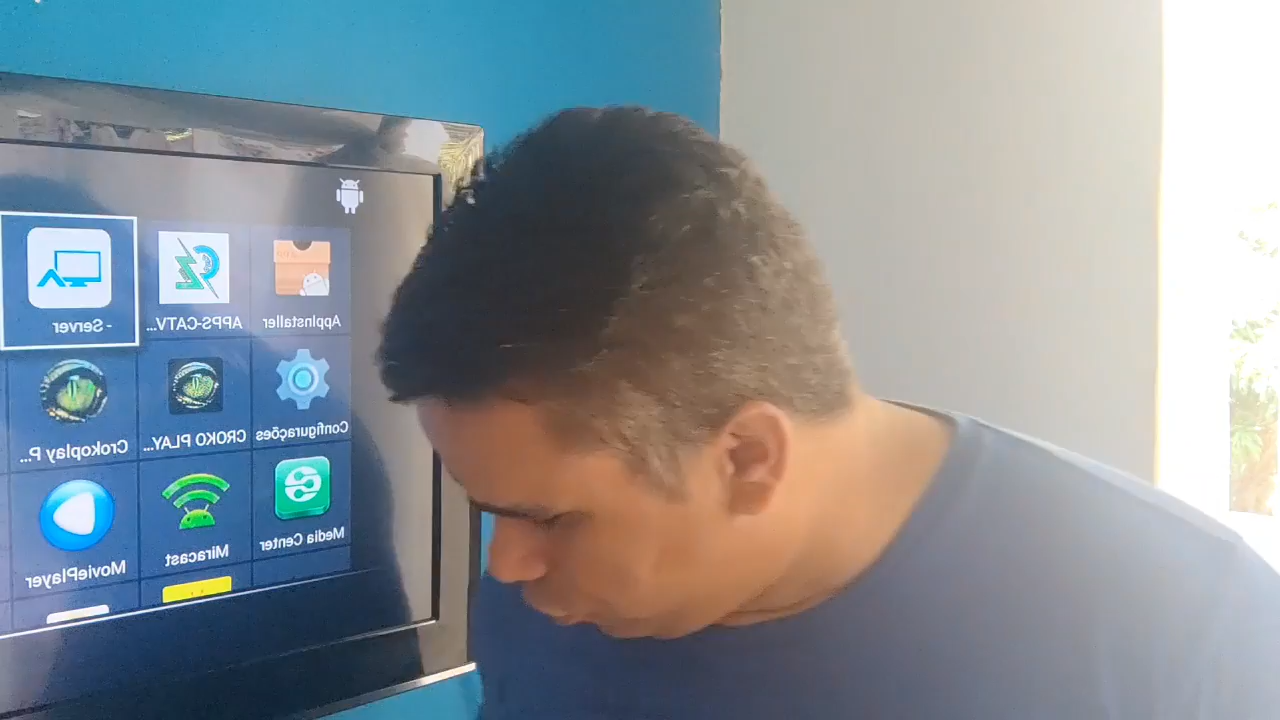 AppInstaller
APPS-CATV...
- Server
Configurações
CROKO PLAY...
Crokoplay P...
Media Center
Miracast
MoviePlayer